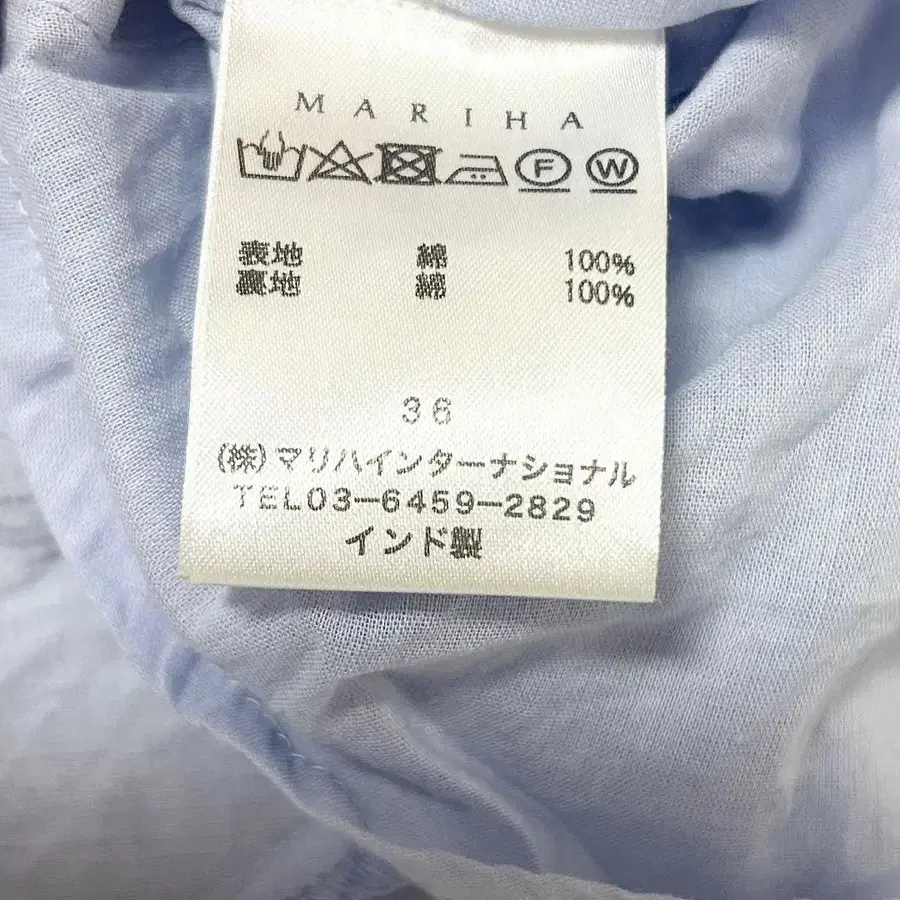 MARIHA
F W
表地 綿 100%
裏地 綿 100%
36
(株)マリハインターナショナル
TEL03-6459-2829
インド製